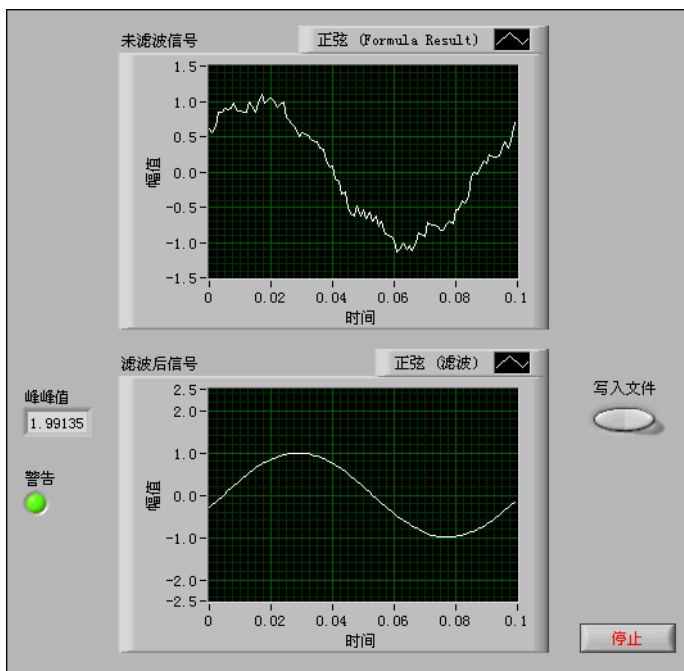 未滤波信号
正弦 (Formula Result)
1.5
1.0
0.5
0.0
-0.5
-1.0
-1.5
幅值
0 0.02 0.04 0.06 0.08 0.1
时间
滤波后信号
正弦 (滤波)
2.5
2.0
1.0
0.0
-1.0
-2.0
-2.5
幅值
0 0.02 0.04 0.06 0.08 0.1
时间
峰峰值
1.99135
警告
写入文件
停止